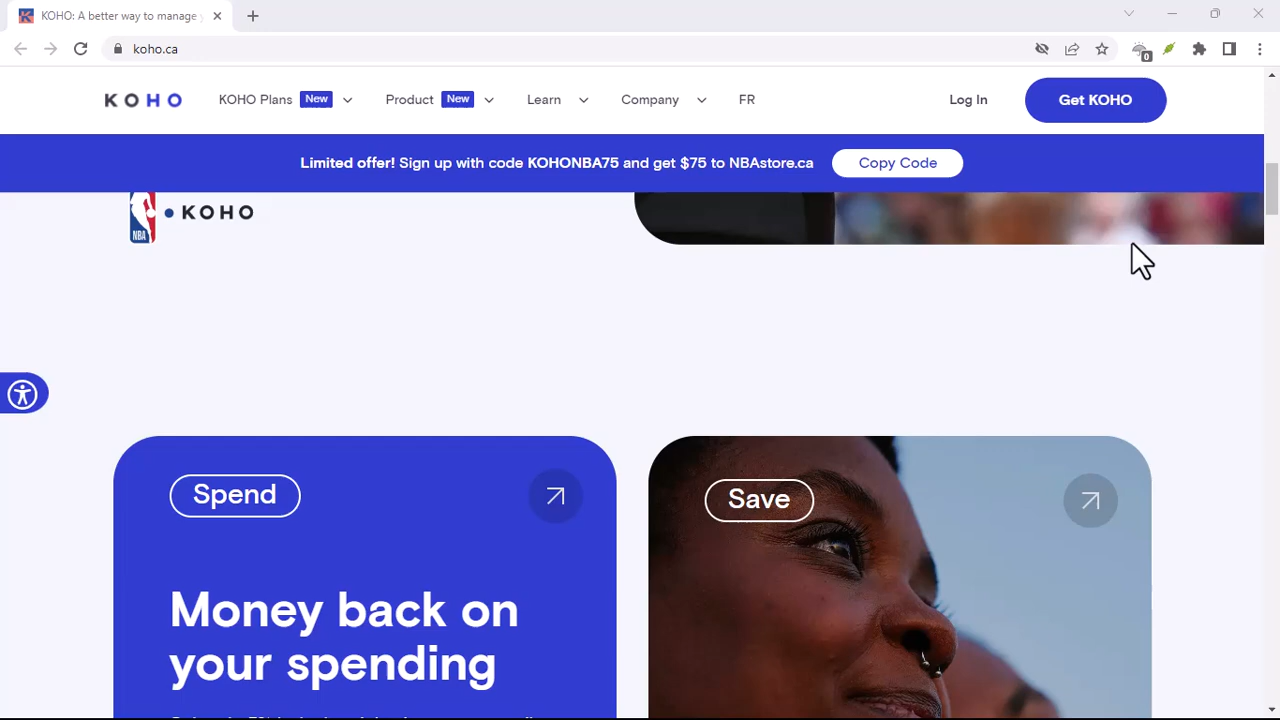 KOHO: A better way to manage
koho.ca
0
KOHO
KOHO Plans New
Product New
Learn
Company
FR
Log In
Get KOHO
Limited offer! Sign up with code KOHONBA75 and get $75 to NBAstore.ca
Copy Code
NBA
KOHO
Spend
Save
Money back on
your spending